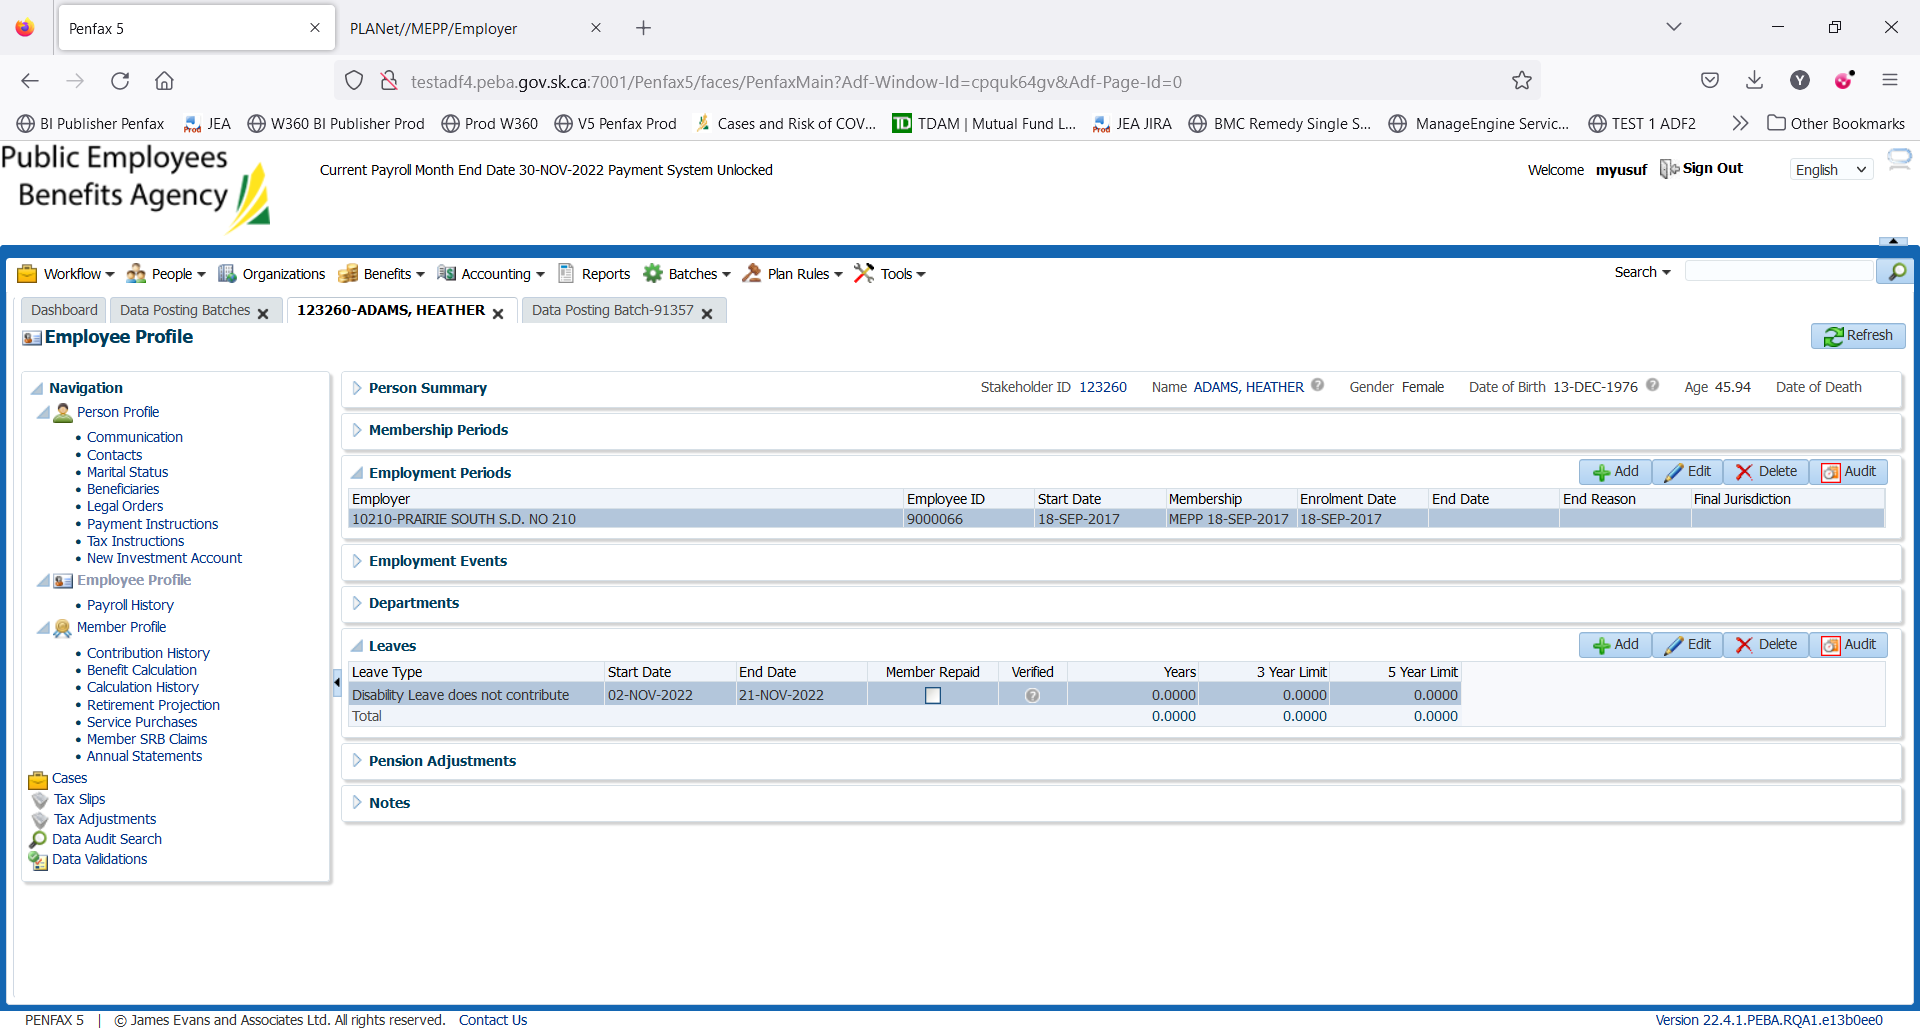 Penfax 5
PLANet//MEPP/Employer
testadf4.peba.gov.sk.ca:7001/Penfax5/faces/PenfaxMain?Adf-Window-Id=cpquk64gv&Adf-Page-Id=0
Y
BI Publisher Penfax JEA W360 BI Publisher Prod Prod W360 V5 Penfax Prod Cases and Risk of COV... TD TDAM | Mutual Fund L... JEA JIRA BMC Remedy Single S... ManageEngine Servic... TEST 1 ADF2 Other Bookmarks
Public Employees
Benefits Agency
Current Payroll Month End Date 30-NOV-2022 Payment System Unlocked
Welcome myusuf Sign Out English
Workflow People Organizations Benefits Accounting Reports Batches Plan Rules Tools Search
Dashboard Data Posting Batches 123260-ADAMS, HEATHER Data Posting Batch-91357
Employee Profile
Refresh
Navigation
Person Profile
Communication
Contacts
Marital Status
Beneficiaries
Legal Orders
Payment Instructions
Tax Instructions
New Investment Account
Employee Profile
Payroll History
Member Profile
Contribution History
Benefit Calculation
Calculation History
Retirement Projection
Service Purchases
Member SRB Claims
Annual Statements
Cases
Tax Slips
Tax Adjustments
Data Audit Search
Data Validations
Person Summary Stakeholder ID 123260 Name ADAMS, HEATHER Gender Female Date of Birth 13-DEC-1976 Age 45.94 Date of Death
Membership Periods
Employment Periods Add Edit Delete Audit
Employer Employee ID Start Date Membership Enrolment Date End Date End Reason Final Jurisdiction
10210-PRAIRIE SOUTH S.D. NO 210 9000066 18-SEP-2017 MEPP 18-SEP-2017 18-SEP-2017
Employment Events
Departments
Leaves Add Edit Delete Audit
Leave Type Start Date End Date Member Repaid Verified Years 3 Year Limit 5 Year Limit
Disability Leave does not contribute 02-NOV-2022 21-NOV-2022 0.0000 0.0000 0.0000
Total 0.0000 0.0000 0.0000
Pension Adjustments
Notes
PENFAX 5 | © James Evans and Associates Ltd. All rights reserved. Contact Us
Version 22.4.1.PEBA.RQA1.e13b0ee0